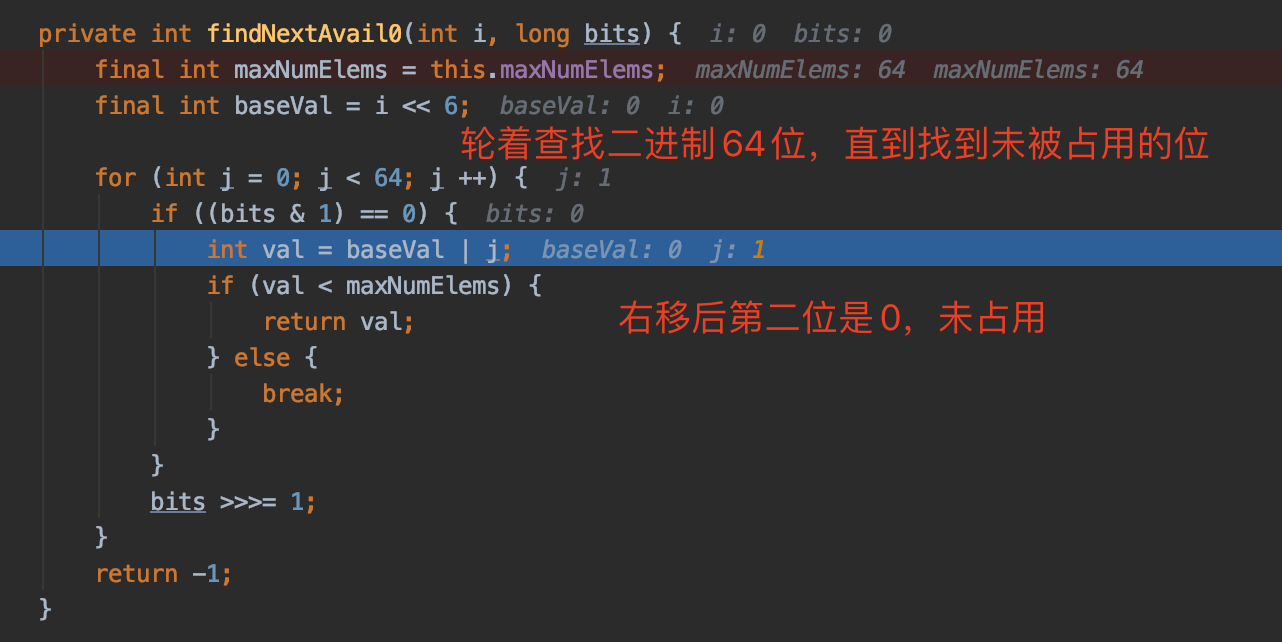 private int findNextAvail0(int i, long bits) {  i: 0  bits: 0
final int maxNumElems = this.maxNumElems;  maxNumElems: 64  maxNumElems: 64
final int baseVal = i << 6;  baseVal: 0  i: 0
轮着查找二进制64位，直到找到未被占用的位
for (int j = 0; j < 64; j ++) {  j: 1
if ((bits & 1) == 0) {  bits: 0
int val = baseVal | j;  baseVal: 0  j: 1
if (val < maxNumElems) {
右移后第二位是0，未占用
return val;
} else {
break;
}
}
bits >>>= 1;
}
return -1;
}